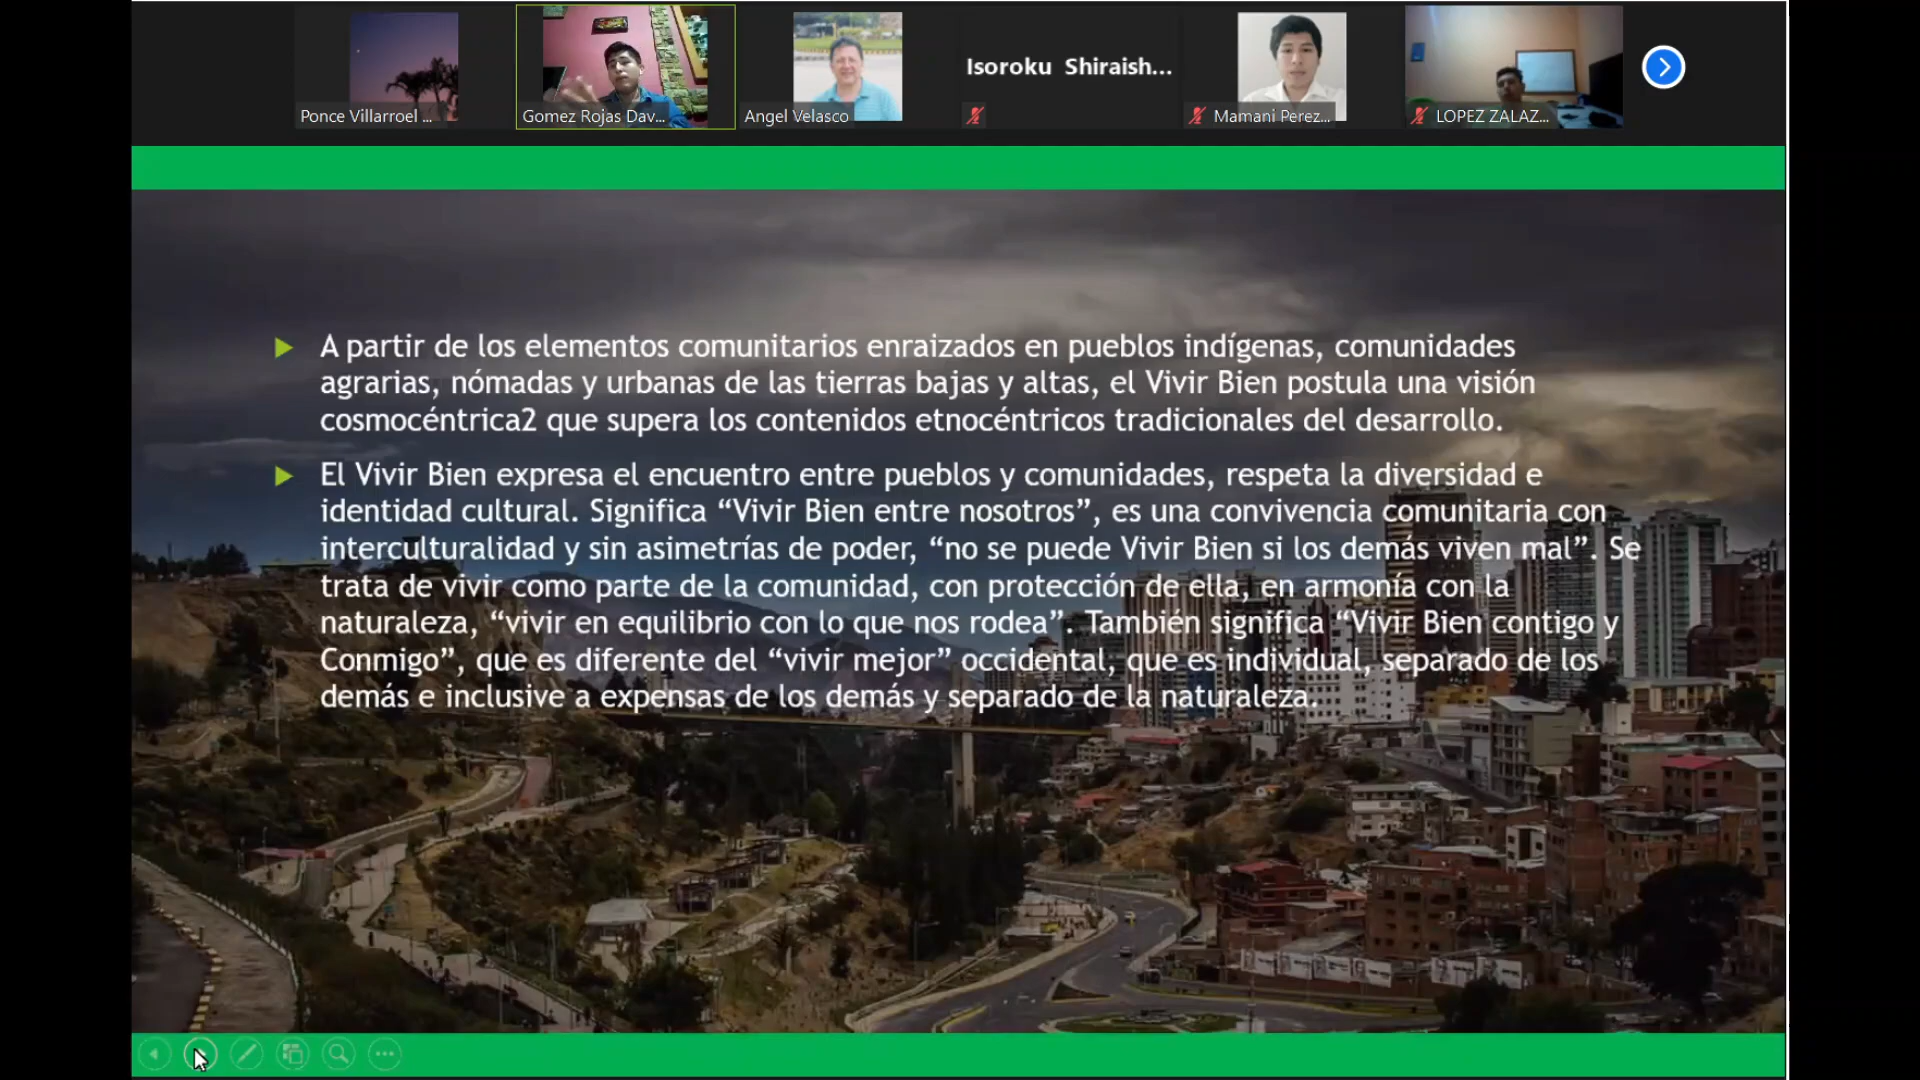 Ponce Villarroel ...
Gomez Rojas Dav...
Angel Velasco
Isoroku Shiraish...
Mamani Perez...
LOPEZ ZALAZ...
A partir de los elementos comunitarios enraizados en pueblos indígenas, comunidades
agrarias, nómadas y urbanas de las tierras bajas y altas, el Vivir Bien postula una visión
cosmocéntrica2 que supera los contenidos etnocéntricos tradicionales del desarrollo.
El Vivir Bien expresa el encuentro entre pueblos y comunidades, respeta la diversidad e
identidad cultural. Significa “Vivir Bien entre nosotros”, es una convivencia comunitaria con
interculturalidad y sin asimetrías de poder, “no se puede Vivir Bien si los demás viven mal”. Se
trata de vivir como parte de la comunidad, con protección de ella, en armonía con la
naturaleza, “vivir en equilibrio con lo que nos rodea”. También significa “Vivir Bien contigo y
Conmigo”, que es diferente del “vivir mejor” occidental, que es individual, separado de los
demás e inclusive a expensas de los demás y separado de la naturaleza.